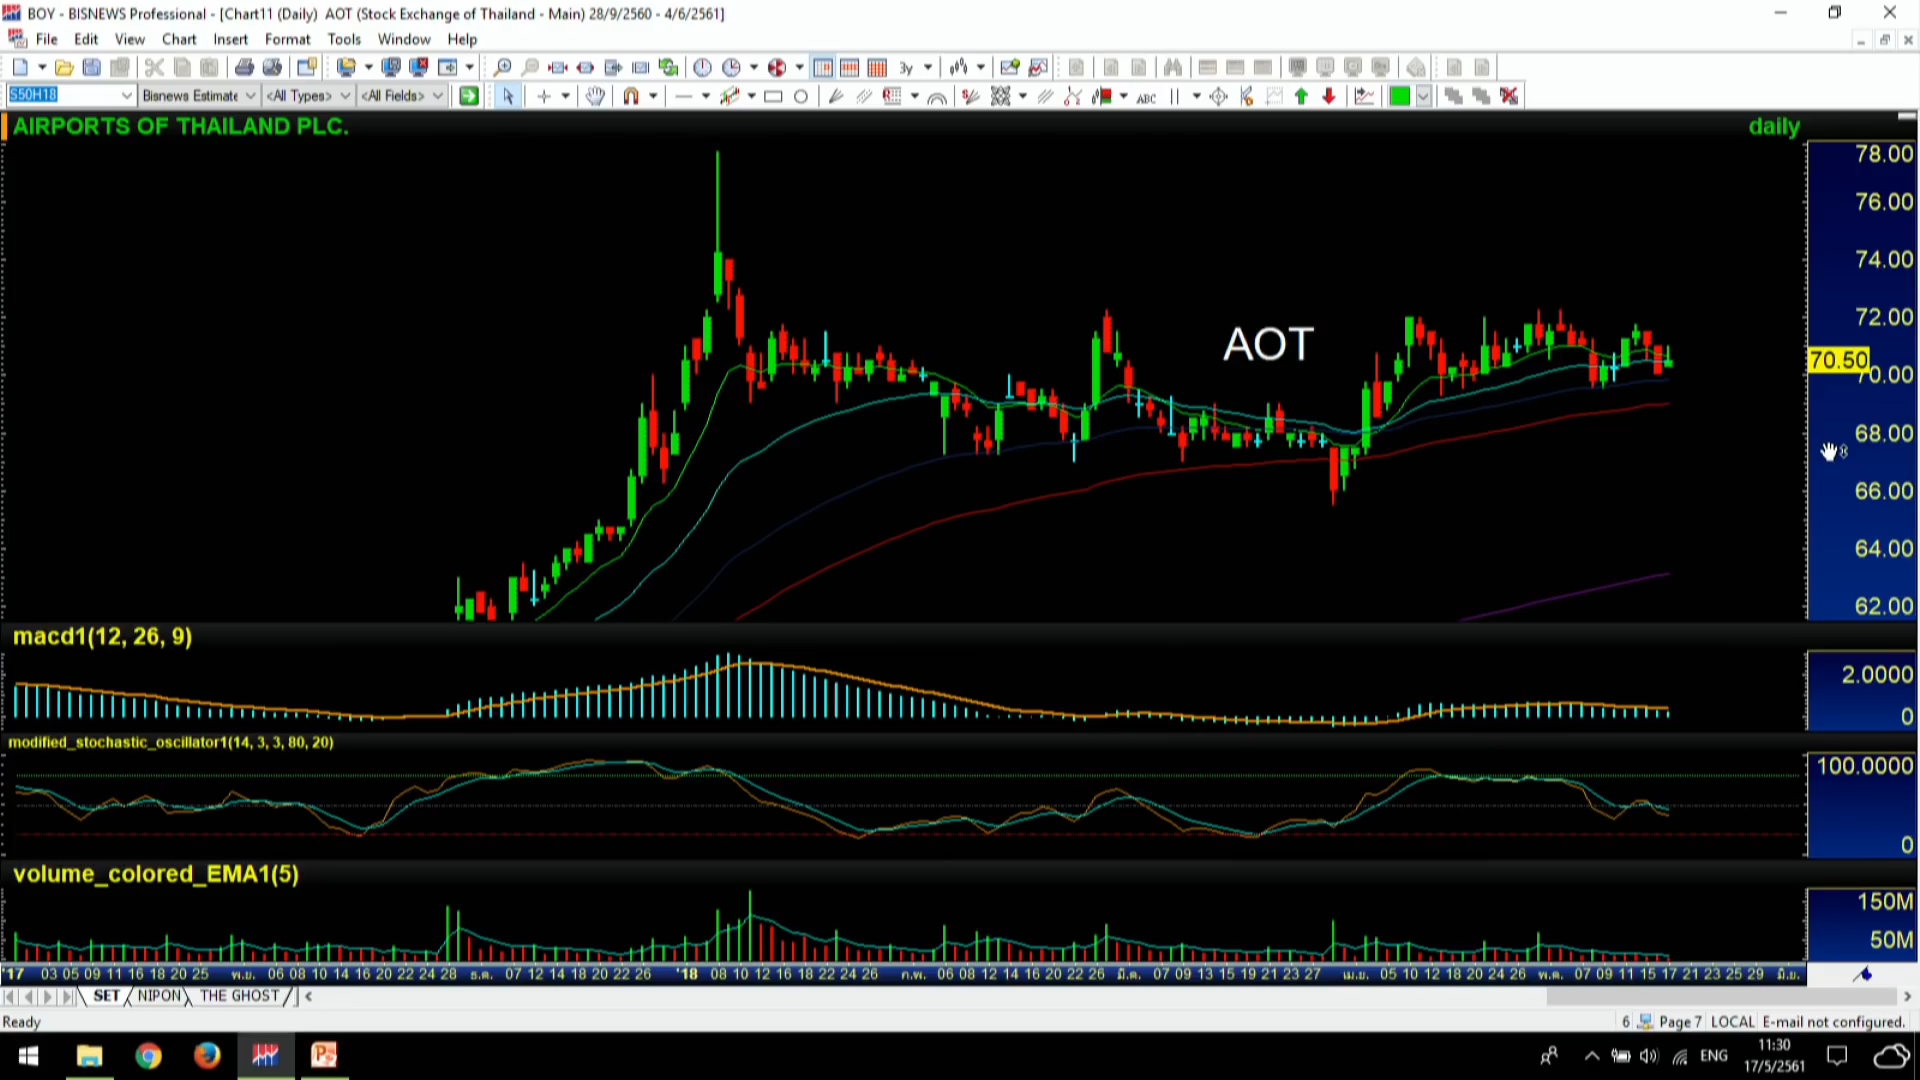 BOY - BISNEWS Professional - [Chart11 (Daily) AOT (Stock Exchange of Thailand - Main) 28/9/2560 - 4/6/2561]
File Edit View Chart Insert Format Tools Window Help
3y
S50H18 Bisnews Estimate <All Types> <All Fields> ABC
AIRPORTS OF THAILAND PLC. daily
78.00
76.00
74.00
72.00
70.50
70.00
68.00
66.00
64.00
62.00
AOT
macd1(12, 26, 9)
2.0000
0
modified_stochastic_oscillator1(14, 3, 3, 80, 20)
100.0000
0
volume_colored_EMA1(5)
150M
50M
'17 03 05 09 11 16 18 20 25 พ.ย. 06 08 10 14 16 20 22 24 28 ธ.ค. 07 12 14 18 20 22 26 '18 08 10 12 16 18 22 24 26 ก.พ. 06 08 12 14 16 20 22 26 มี.ค. 07 09 13 15 19 21 23 27 เม.ย. 05 10 12 18 20 24 26 พ.ค. 07 09 11 15 17 21 23 25 29 มิ.ย.
SET NIPON THE GHOST
Ready 6 Page 7 LOCAL E-mail not configured.
ENG
11:30
17/5/2561